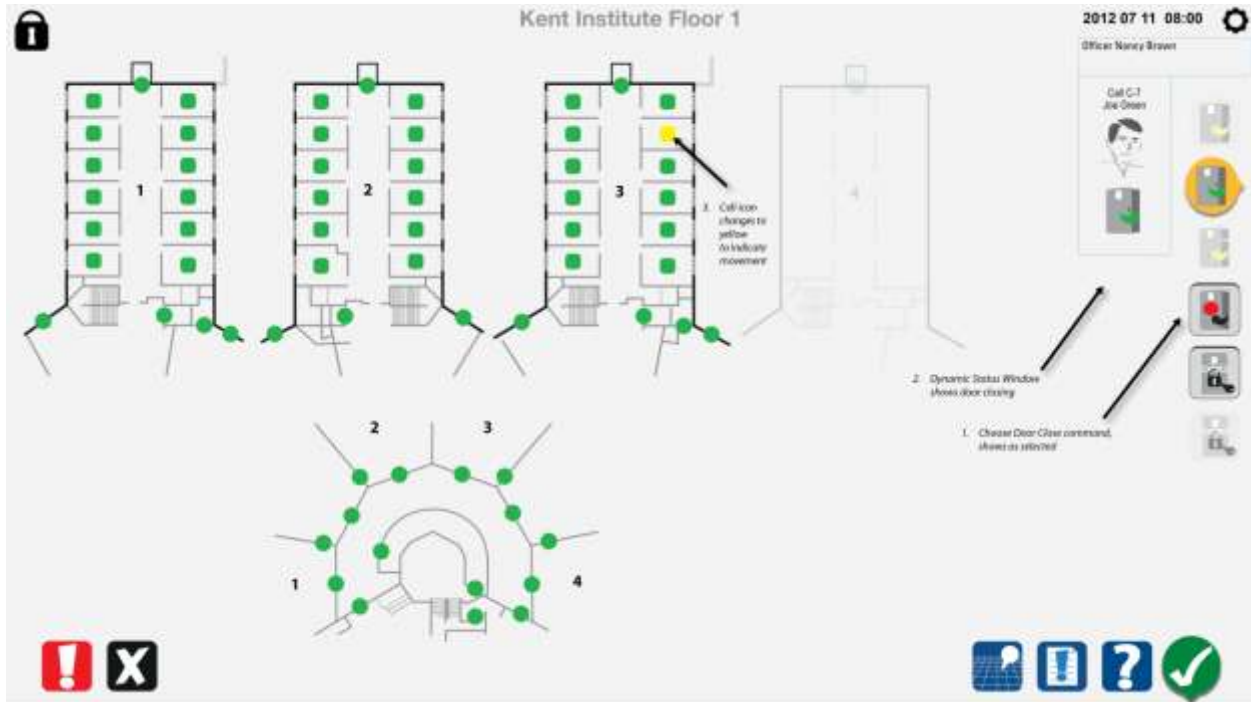 Kent Institute Floor 1
2012 07 11  08:00
Officer Nancy Brown
Cell C-7
Joe Green
1
2
3
4
3. Cell icon
changes to
yellow
to indicate
movement
2. Dynamic Status Window
shows door closing
1. Choose Door Close command,
shows as selected
2
3
1
4